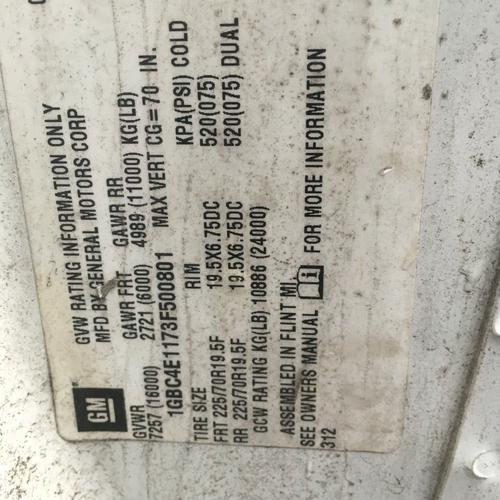 GVW RATING INFORMATION ONLY
MFD BY GENERAL MOTORS CORP
GM
GVWR GAWR FRT GAWR RR
7257 (16000) 2721 (6000) 4989 (11000) KG(LB)
1GBC4E1173F500801 MAX VERT CG = 70 IN.
TIRE SIZE RIM KPA(PSI) COLD
FRT 225/70R19.5F 19.5X6.75DC 520(075)
RR 225/70R19.5F 19.5X6.75DC 520(075) DUAL
GCW RATING KG(LB) 10886 (24000)
ASSEMBLED IN FLINT MI.
SEE OWNERS MANUAL FOR MORE INFORMATION
312